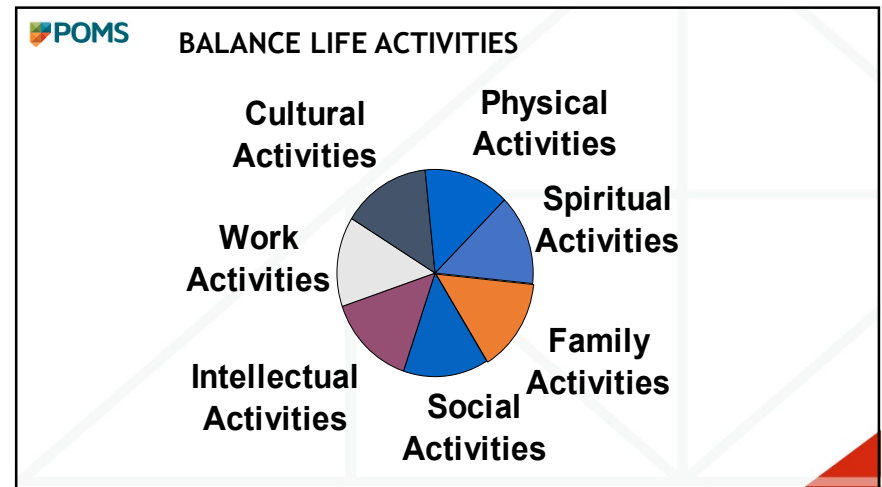 POMS
BALANCE LIFE ACTIVITIES
Cultural
Activities
Physical
Activities
Spiritual
Activities
Work
Activities
Family
Activities
Intellectual
Activities
Social
Activities